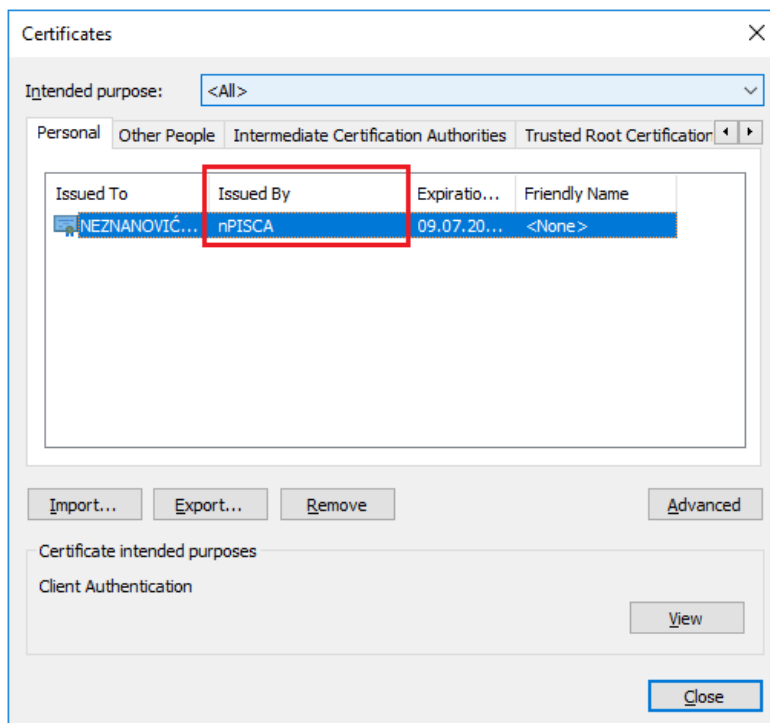 Certificates
Intended purpose: <All>
Personal Other People Intermediate Certification Authorities Trusted Root Certification
Issued To Issued By Expiratio... Friendly Name
NEZNANOVIĆ... nPISCA 09.07.20... <None>
Import... Export... Remove Advanced
Certificate intended purposes
Client Authentication
View
Close